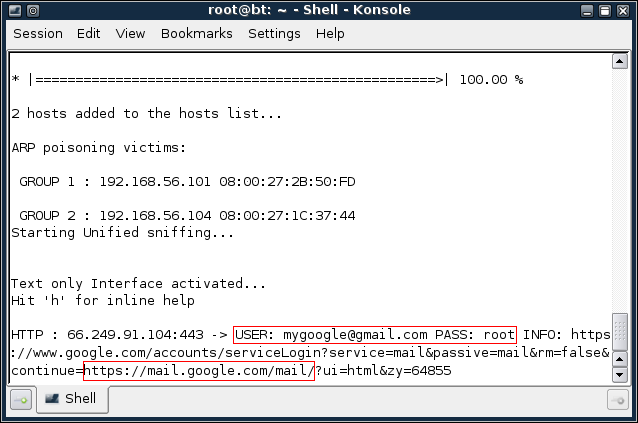 root@bt: ~ - Shell - Konsole
Session Edit View Bookmarks Settings Help
* |==================================================>| 100.00 %
2 hosts added to the hosts list...
ARP poisoning victims:
GROUP 1 : 192.168.56.101 08:00:27:2B:50:FD
GROUP 2 : 192.168.56.104 08:00:27:1C:37:44
Starting Unified sniffing...
Text only Interface activated...
Hit 'h' for inline help
HTTP : 66.249.91.104:443 -> USER: mygoogle@gmail.com PASS: root INFO: https
://www.google.com/accounts/serviceLogin?service=mail&passive=mail&rm=false&
continue=https://mail.google.com/mail/?ui=html&zy=64855
Shell